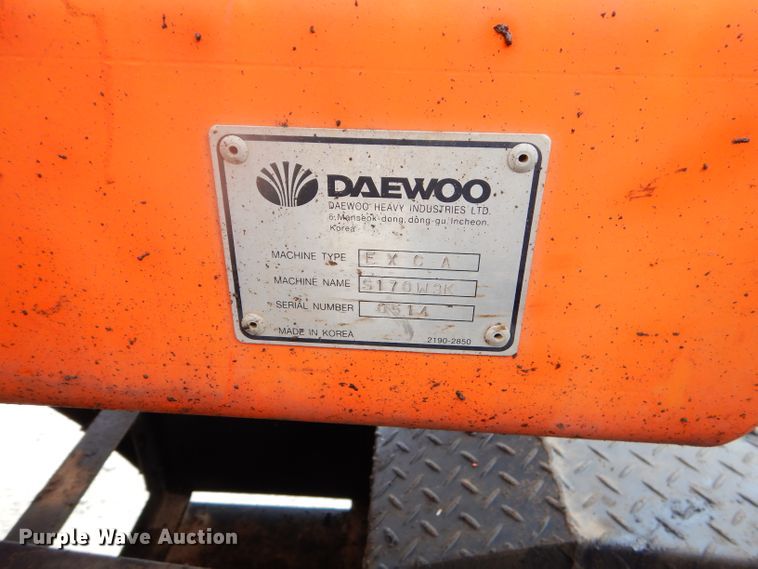 DAEWOO
DAEWOO HEAVY INDUSTRIES LTD.
6, Manseok-dong, dong-gu, Incheon,
Korea
MACHINE TYPE EXCA
MACHINE NAME S170W3K
SERIAL NUMBER 0514
MADE IN KOREA 2190-2850
Purple Wave Auction